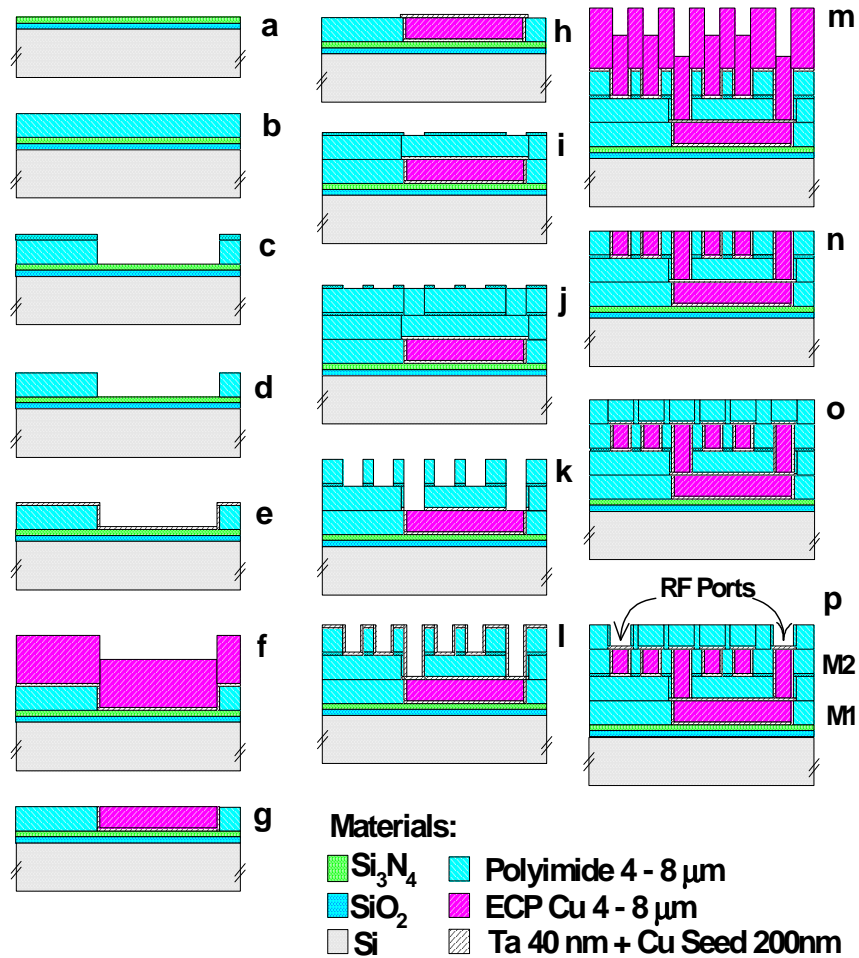 a
b
c
d
e
f
g
h
i
j
k
l
m
n
o
p
RF Ports
M2
M1
Materials:
Si₃N₄
Polyimide 4 - 8 μm
SiO₂
ECP Cu 4 - 8 μm
Si
Ta 40 nm + Cu Seed 200nm